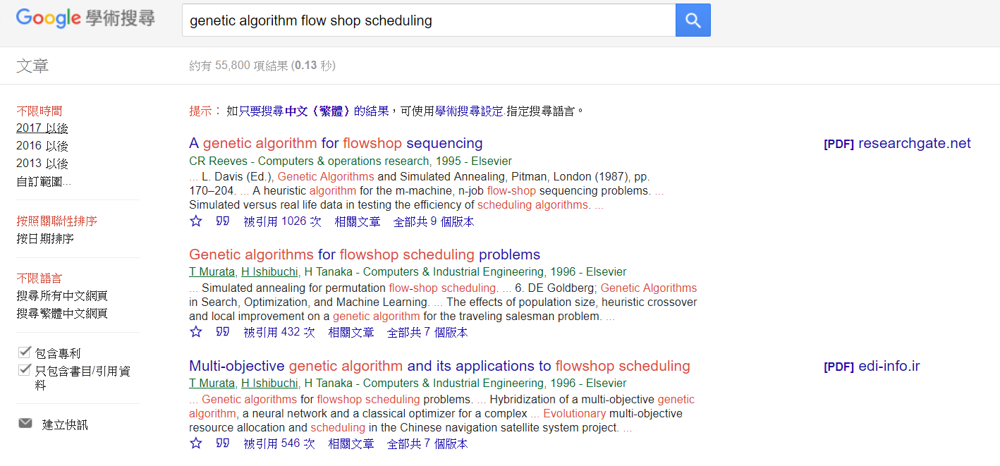 Google 學術搜尋
genetic algorithm flow shop scheduling
文章
約有 55,800 項結果 (0.13 秒)
不限時間
2017 以後
2016 以後
2013 以後
自訂範圍...
按照關聯性排序
按日期排序
不限語言
搜尋所有中文網頁
搜尋繁體中文網頁
包含專利
只包含書目/引用資
料
建立快訊
提示： 如只要搜尋中文（繁體）的結果，可使用學術搜尋設定.指定搜尋語言。
A genetic algorithm for flowshop sequencing
CR Reeves - Computers & operations research, 1995 - Elsevier
... L. Davis (Ed.), Genetic Algorithms and Simulated Annealing, Pitman, London (1987), pp.
170–204. ... A heuristic algorithm for the m-machine, n-job flow-shop sequencing problems. ...
Simulated versus real life data in testing the efficiency of scheduling algorithms. ...
被引用 1026 次 相關文章 全部共 9 個版本
[PDF] researchgate.net
Genetic algorithms for flowshop scheduling problems
T Murata, H Ishibuchi, H Tanaka - Computers & Industrial Engineering, 1996 - Elsevier
... Simulated annealing for permutation flow-shop scheduling. ... 6. DE Goldberg; Genetic Algorithms
in Search, Optimization, and Machine Learning. ... The effects of population size, heuristic crossover
and local improvement on a genetic algorithm for the traveling salesman problem. ...
被引用 432 次 相關文章 全部共 7 個版本
Multi-objective genetic algorithm and its applications to flowshop scheduling
T Murata, H Ishibuchi, H Tanaka - Computers & Industrial Engineering, 1996 - Elsevier
... Genetic algorithms for flowshop scheduling problems. ... Hybridization of a multi-objective genetic
algorithm, a neural network and a classical optimizer for a complex ... Evolutionary multi-objective
resource allocation and scheduling in the Chinese navigation satellite system project. ...
被引用 546 次 相關文章 全部共 7 個版本
[PDF] edi-info.ir